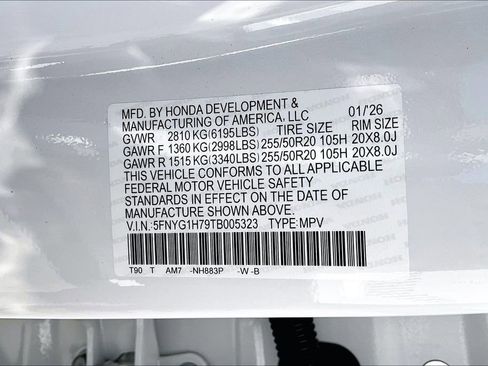 MFD. BY HONDA DEVELOPMENT &
MANUFACTURING OF AMERICA, LLC 01/'26
GVWR 2810 KG(6195LBS) TIRE SIZE RIM SIZE
GAWR F 1360 KG(2998LBS) 255/50R20 105H 20X8.0J
GAWR R 1515 KG(3340LBS) 255/50R20 105H 20X8.0J
THIS VEHICLE CONFORMS TO ALL APPLICABLE
FEDERAL MOTOR VEHICLE SAFETY
STANDARDS IN EFFECT ON THE DATE OF
MANUFACTURE SHOWN ABOVE.
V.I.N.:5FNYG1H79TB005323 TYPE:MPV
T90 T AM7 -NH883P -W -B